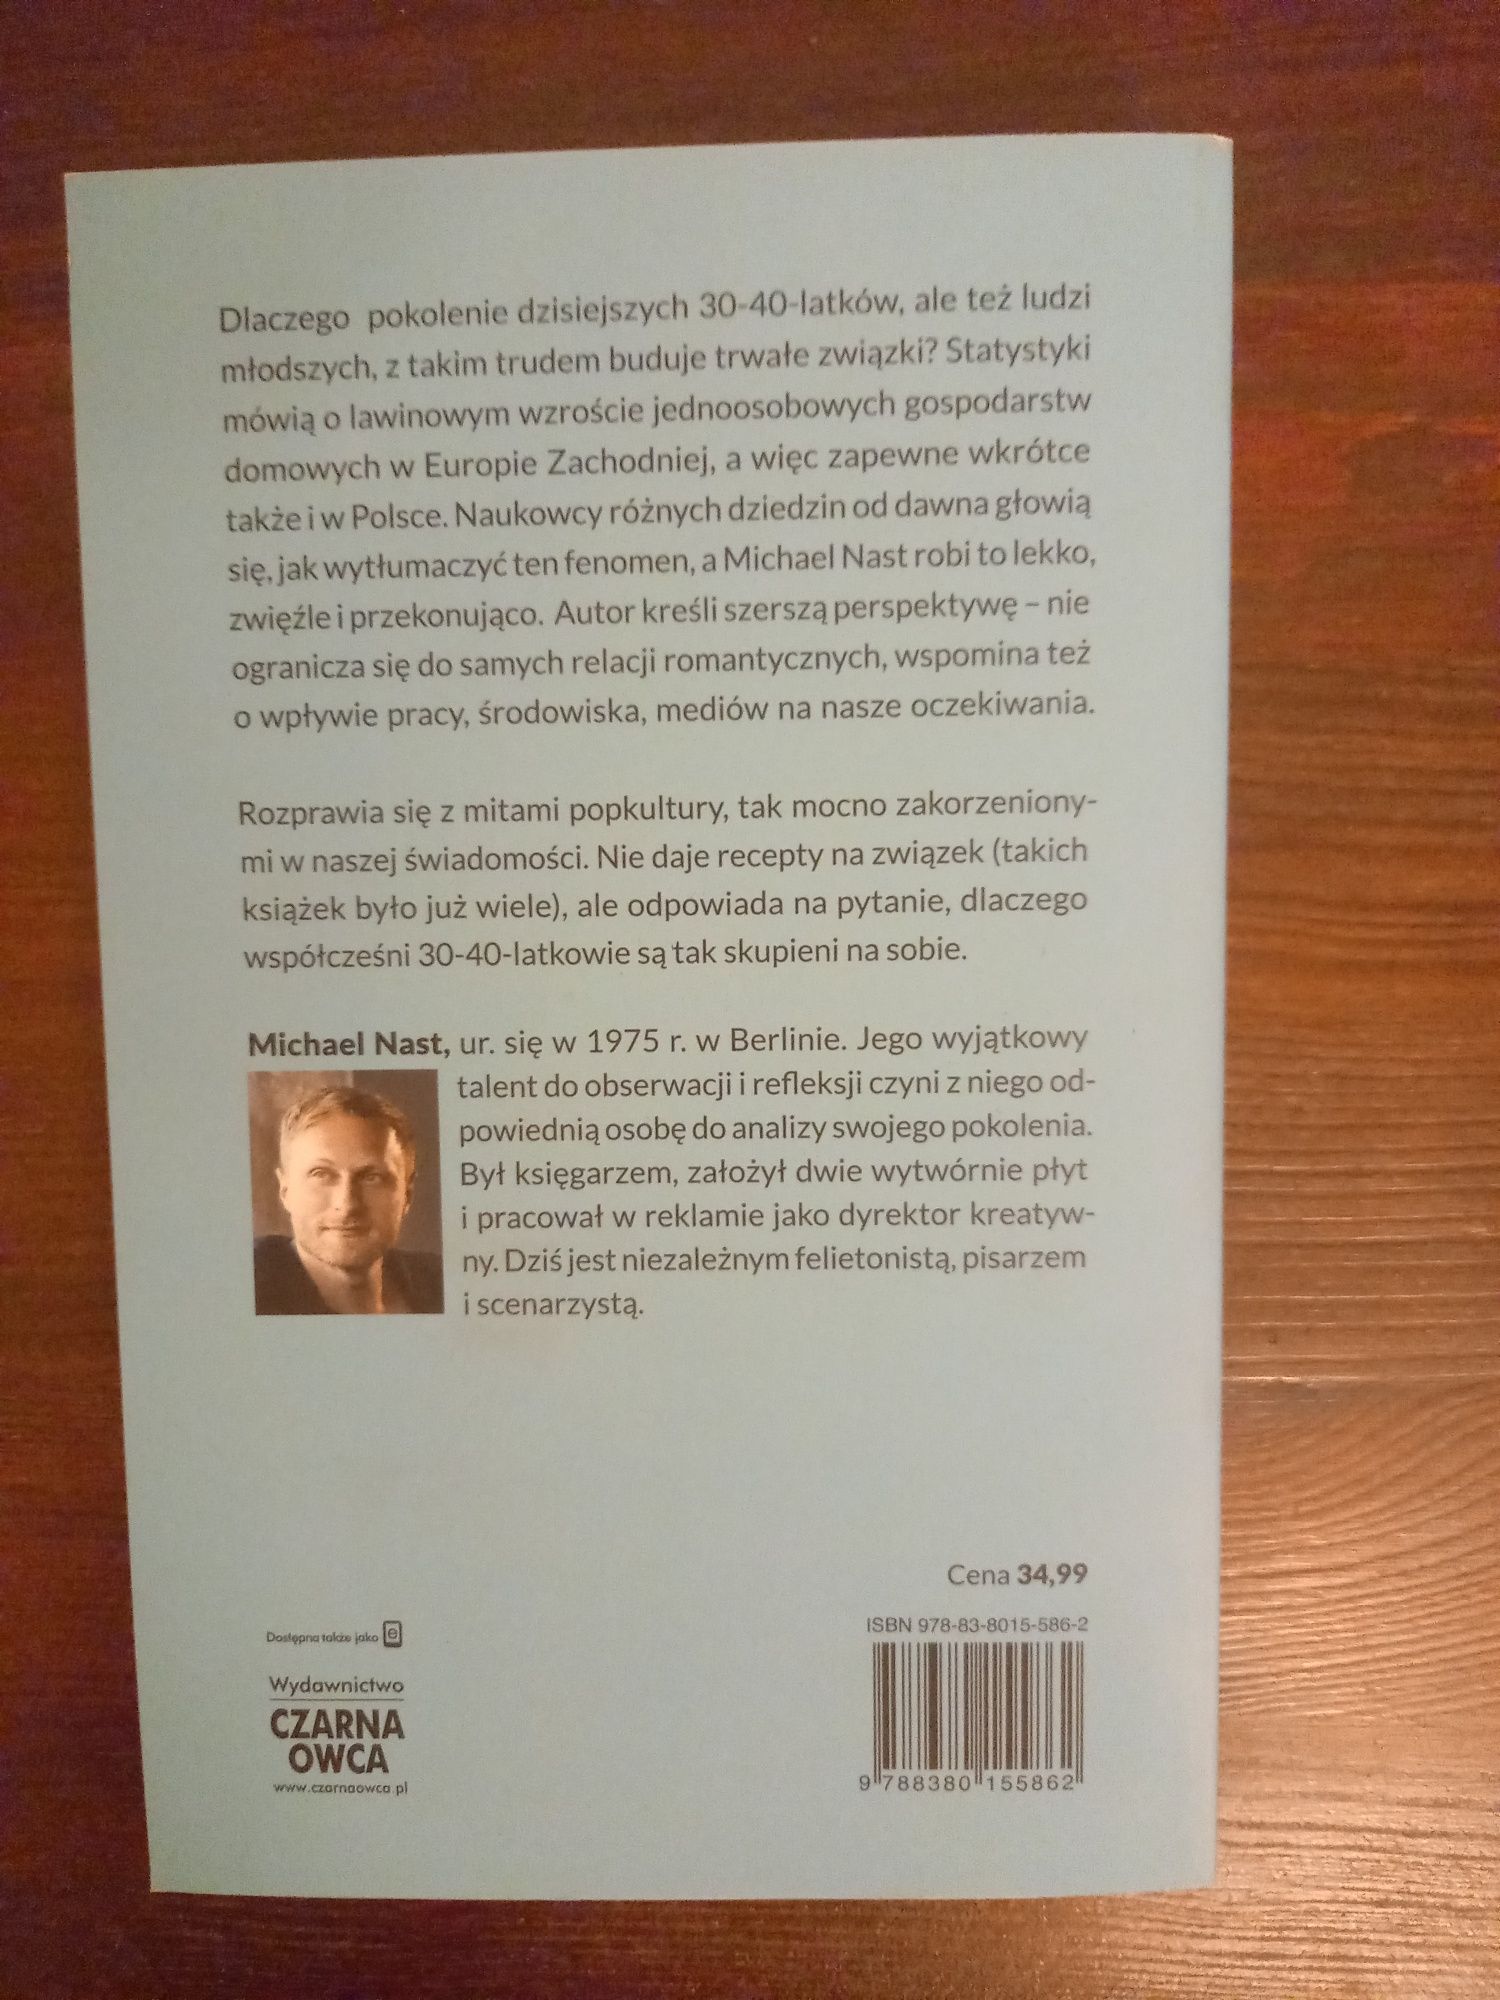 Dlaczego pokolenie dzisiejszych 30-40-latków, ale też ludzi
młodszych, z takim trudem buduje trwałe związki? Statystyki
mówią o lawinowym wzroście jednoosobowych gospodarstw
domowych w Europie Zachodniej, a więc zapewne wkrótce
także i w Polsce. Naukowcy różnych dziedzin od dawna głowią
się, jak wytłumaczyć ten fenomen, a Michael Nast robi to lekko,
zwięźle i przekonująco. Autor kreśli szerszą perspektywę – nie
ogranicza się do samych relacji romantycznych, wspomina też
o wpływie pracy, środowiska, mediów na nasze oczekiwania.
Rozprawia się z mitami popkultury, tak mocno zakorzeniony-
mi w naszej świadomości. Nie daje recepty na związek (takich
książek było już wiele), ale odpowiada na pytanie, dlaczego
współcześni 30-40-latkowie są tak skupieni na sobie.
Michael Nast, ur. się w 1975 r. w Berlinie. Jego wyjątkowy
talent do obserwacji i refleksji czyni z niego od-
powiednią osobę do analizy swojego pokolenia.
Był księgarzem, założył dwie wytwórnie płyt
i pracował w reklamie jako dyrektor kreatyw-
ny. Dziś jest niezależnym felietonistą, pisarzem
i scenarzystą.
Cena 34,99
ISBN 978-83-8015-586-2
9 788380 155862
Dostępna także jako e
Wydawnictwo
CZARNA
OWCA
www.czarnaowca.pl